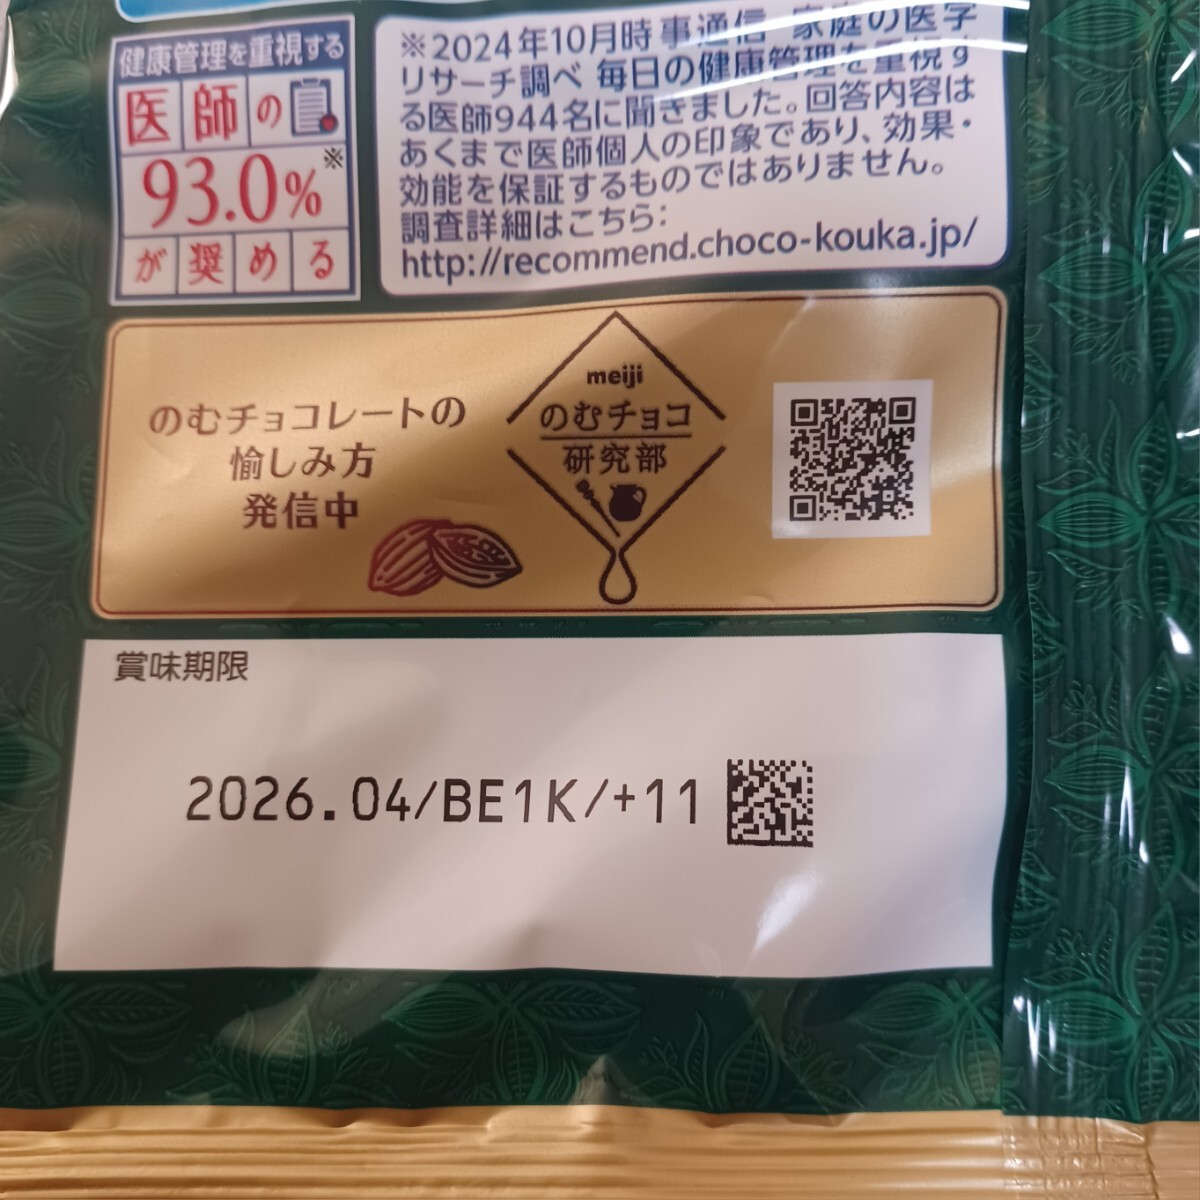 健康管理を重視する
医師の
93.0%※
が奨める
※2024年10月時事通信 家庭の医学
リサーチ調べ 毎日の健康管理を重視す
る医師944名に聞きました。回答内容は
あくまで医師個人の印象であり、効果・
効能を保証するものではありません。
調査詳細はこちら:
http://recommend.choco-kouka.jp/
のむチョコレートの
愉しみ方
発信中
meiji
のむチョコ
研究部
賞味期限
2026.04/BE1K/+11